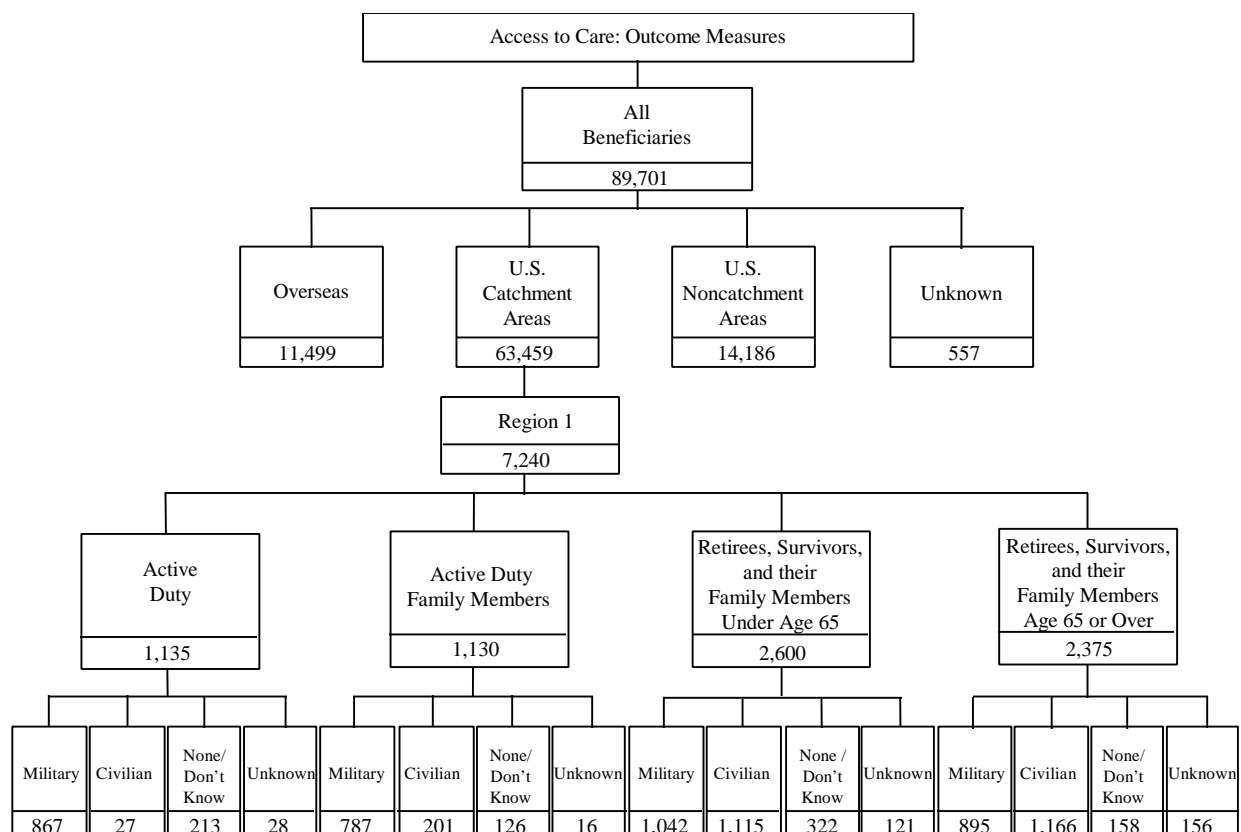 Access to Care: Outcome Measures
All
Beneficiaries
89,701
Overseas
11,499
U.S.
Catchment
Areas
63,459
U.S.
Noncatchment
Areas
14,186
Unknown
557
Region 1
7,240
Active
Duty
1,135
Active Duty
Family Members
1,130
Retirees, Survivors,
and their
Family Members
Under Age 65
2,600
Retirees, Survivors,
and their
Family Members
Age 65 or Over
2,375
Military
867
Civilian
27
None/
Don't
Know
213
Unknown
28
Military
787
Civilian
201
None/
Don't
Know
126
Unknown
16
Military
1,042
Civilian
1,115
None /
Don't
Know
322
Unknown
121
Military
895
Civilian
1,166
None/
Don't
Know
158
Unknown
156